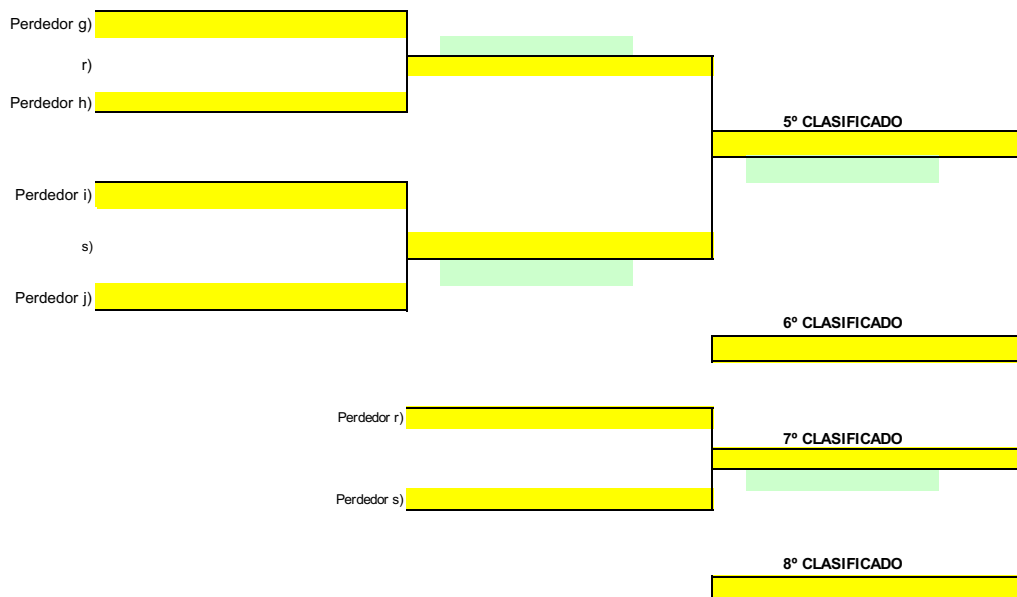 Perdedor g)
r)
Perdedor h)
5º CLASIFICADO
Perdedor i)
s)
Perdedor j)
6º CLASIFICADO
Perdedor r)
7º CLASIFICADO
Perdedor s)
8º CLASIFICADO